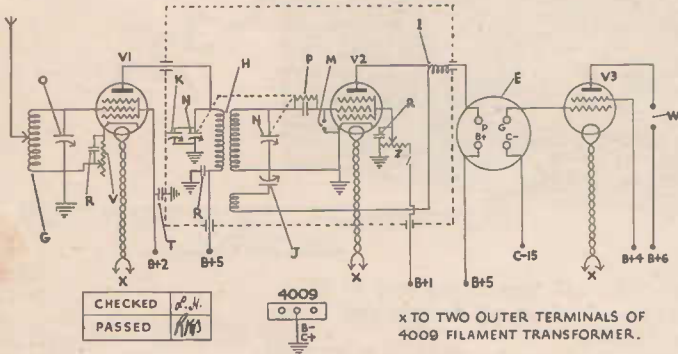 V1
V2
I
V3
O
K
N
H
P
M
R
E
W
N
P
G
B+
C-
Z
R
V
T
R
G
J
X
B+2
B+5
X
B+1
B+5
C-15
X
B+4
B+6
CHECKED
PASSED
4009
B-
C+
X TO TWO OUTER TERMINALS OF
4009 FILAMENT TRANSFORMER.